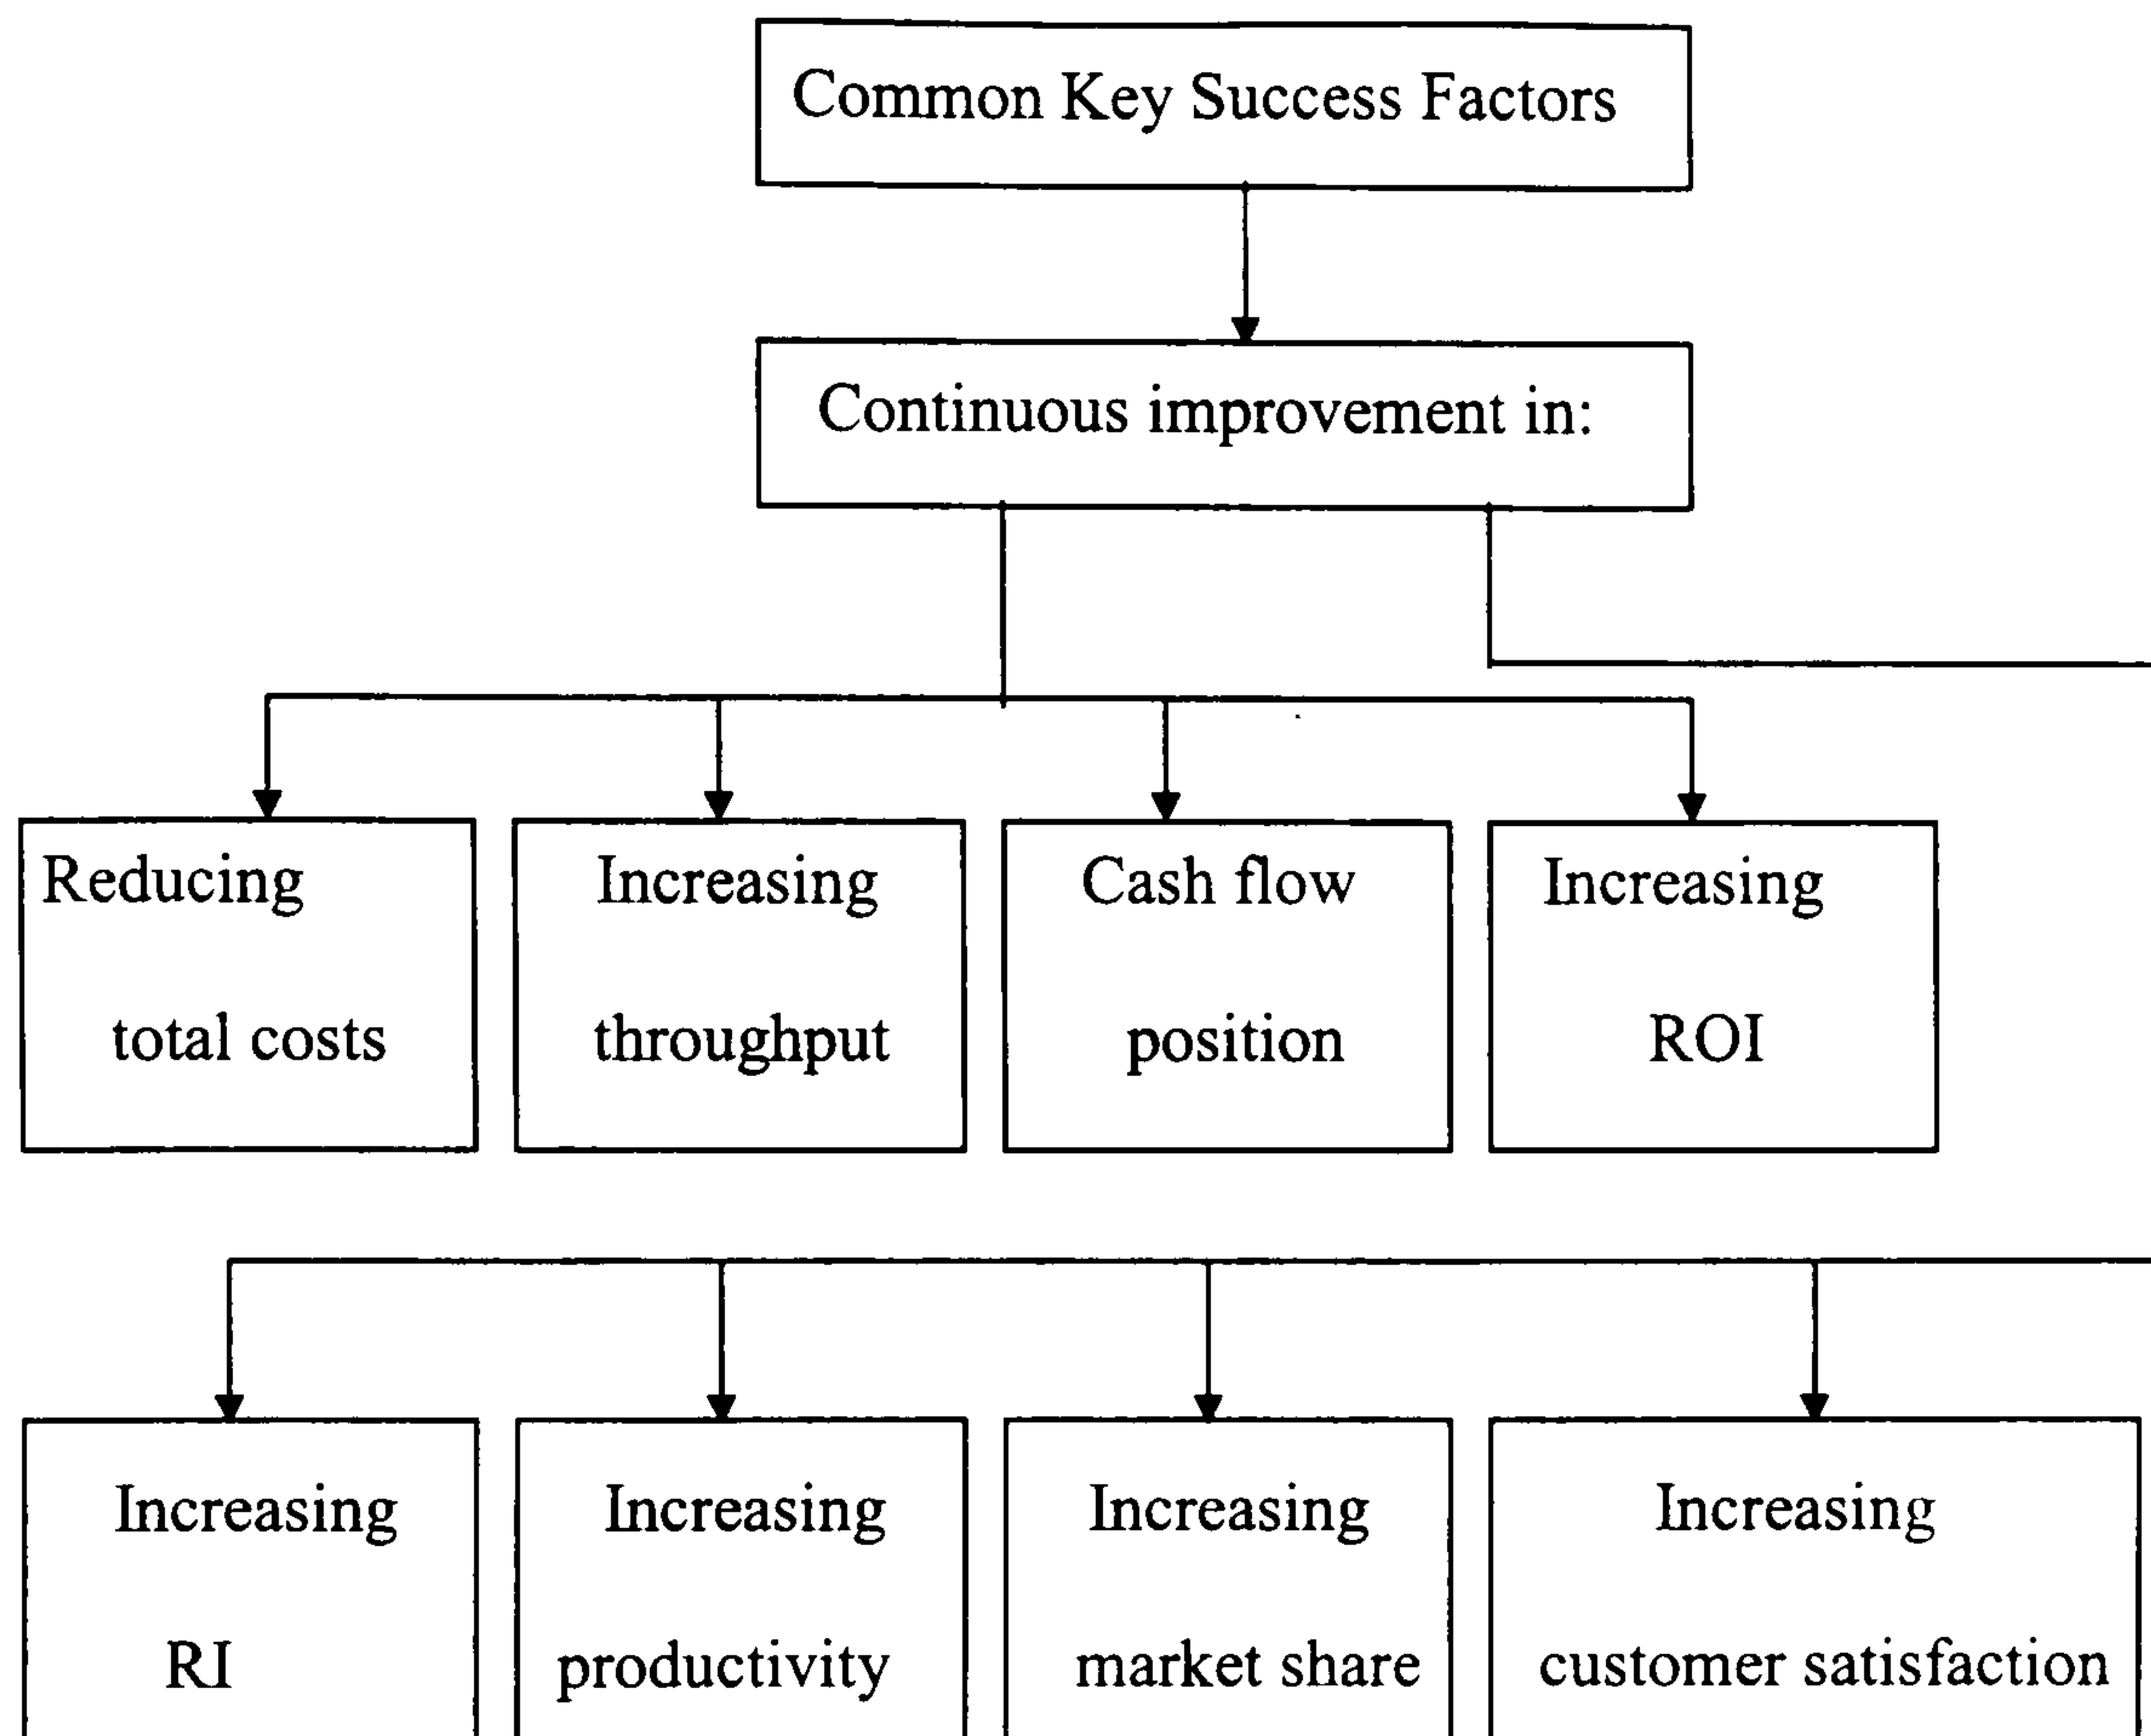 Common Key Success Factors
Continuous improvement in:
Reducing
total costs
Increasing
throughput
Cash flow
position
Increasing
ROI
Increasing
RI
Increasing
productivity
Increasing
market share
Increasing
customer satisfaction